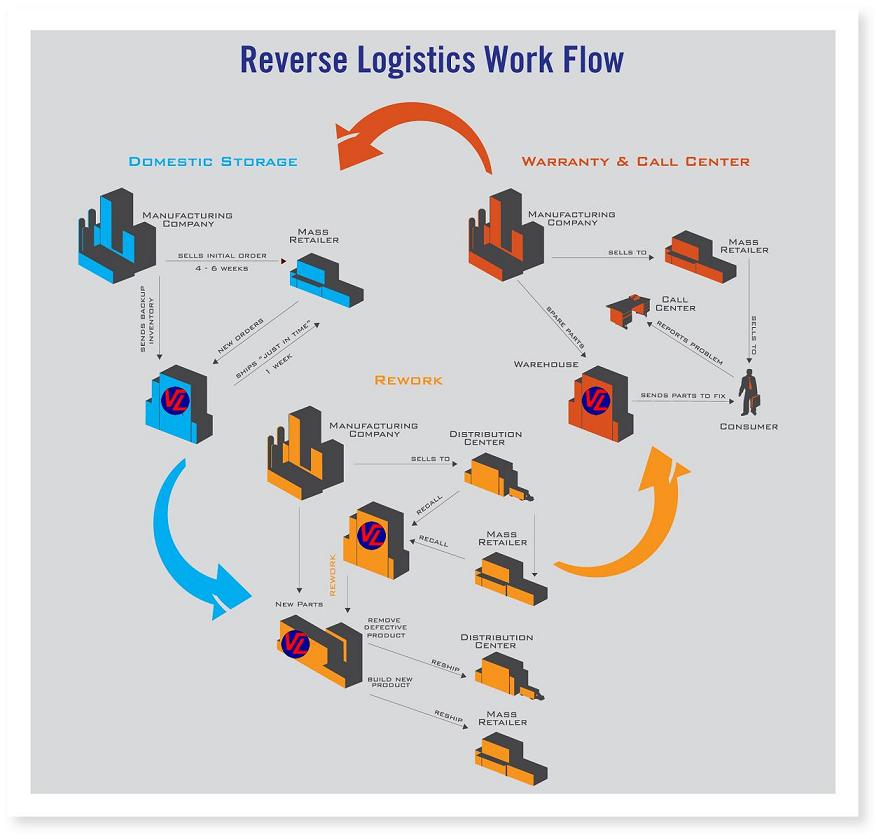 Reverse Logistics Work Flow
DOMESTIC STORAGE
MANUFACTURING
COMPANY
MASS
RETAILER
SELLS INITIAL ORDER
4 - 6 WEEKS
SENDS BACKUP
INVENTORY
NEW ORDERS
SHIPS "JUST IN TIME"
1 WEEK
VL
WARRANTY & CALL CENTER
MANUFACTURING
COMPANY
SELLS TO
MASS
RETAILER
CALL
CENTER
SPARE PARTS
REPORTS PROBLEM
SELLS TO
WAREHOUSE
VL
SENDS PARTS TO FIX
CONSUMER
REWORK
MANUFACTURING
COMPANY
SELLS TO
DISTRIBUTION
CENTER
RECALL
VL
RECALL
MASS
RETAILER
REWORK
NEW PARTS
VL
REMOVE
DEFECTIVE
PRODUCT
RESHIP
DISTRIBUTION
CENTER
BUILD NEW
PRODUCT
RESHIP
MASS
RETAILER